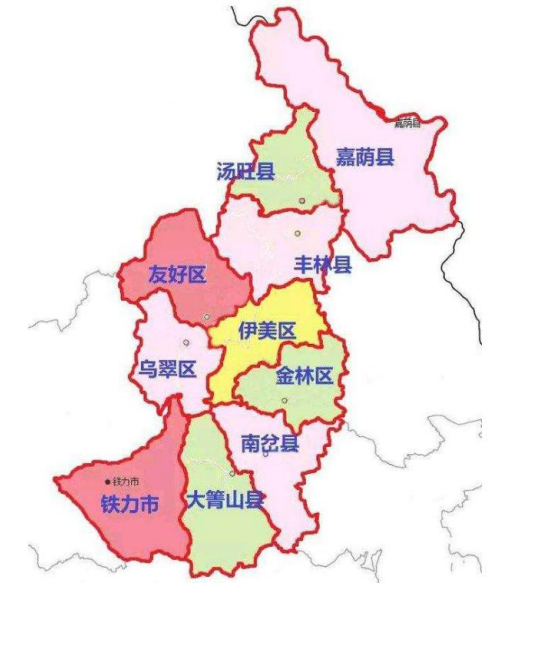 嘉荫县
嘉荫县
汤旺县
丰林县
友好区
伊美区
乌翠区
金林区
南岔县
铁力市
铁力市
大箐山县